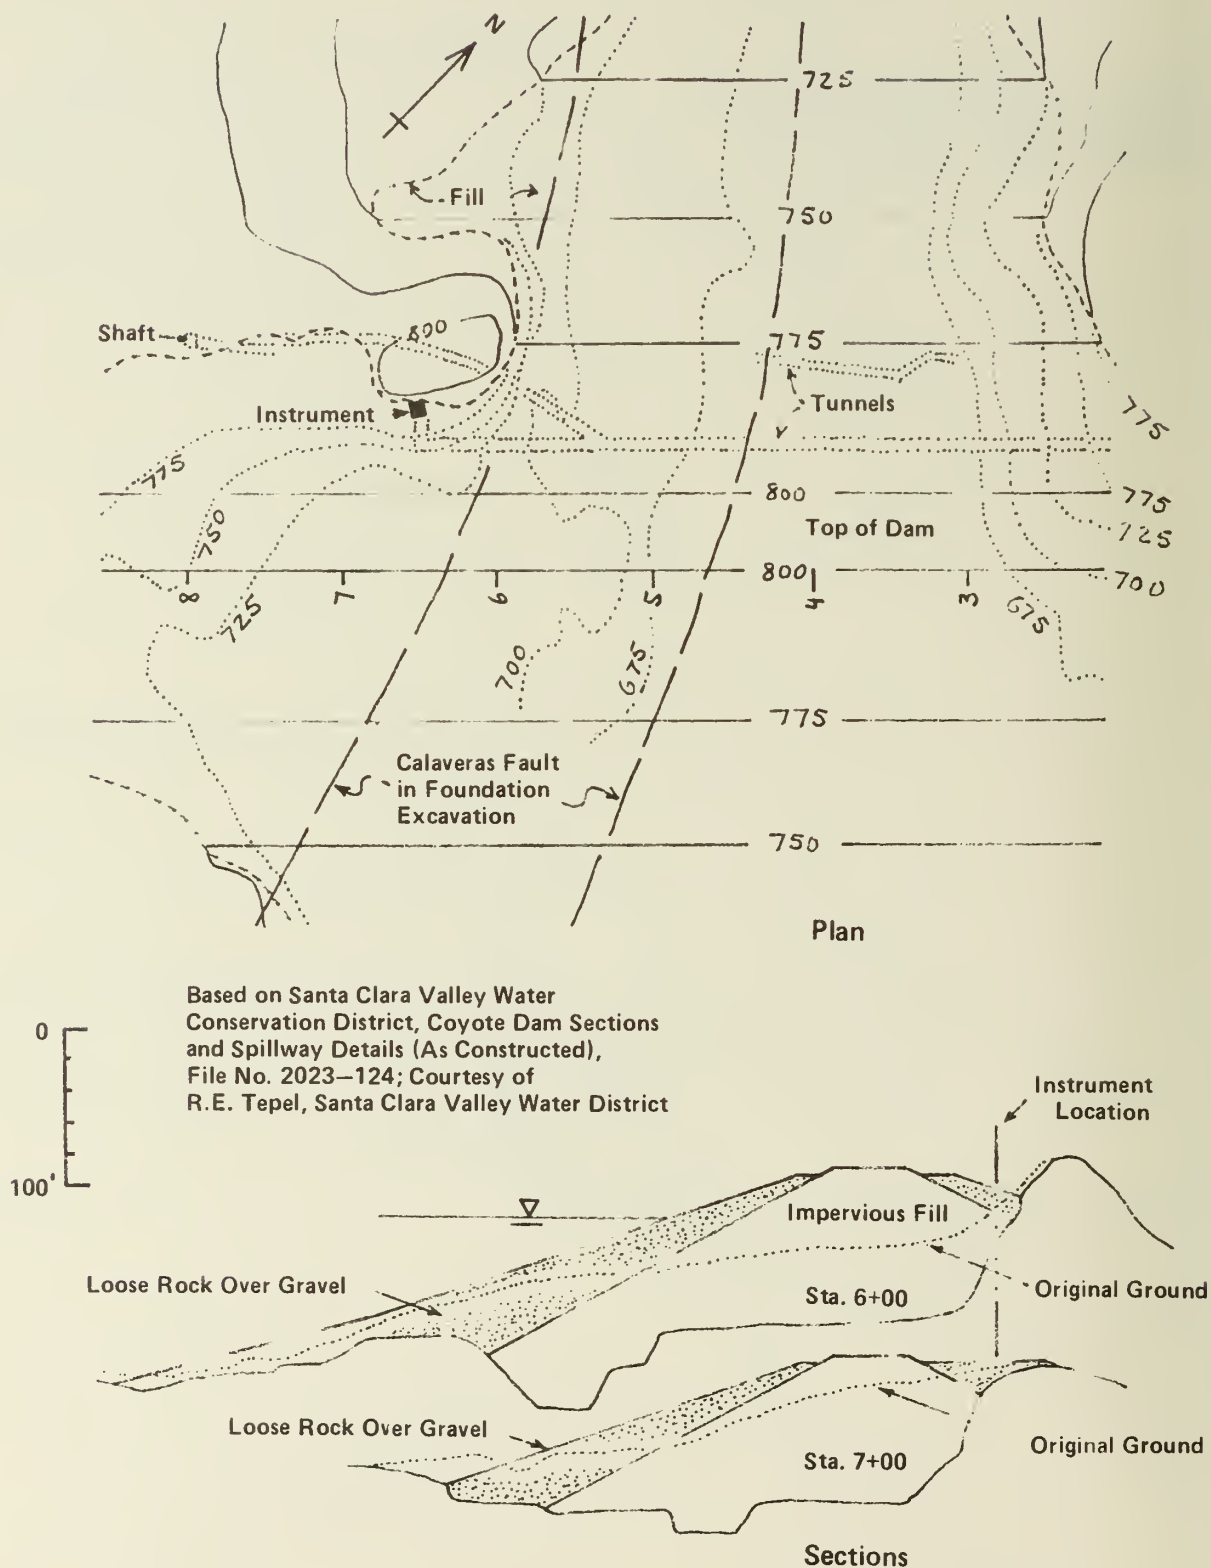 N
725
Fill
750
Shaft
800
775
Instrument
Tunnels
775
775
800
775
750
Top of Dam
725
800
700
8
7
6
5
4
3
725
700
675
675
775
Calaveras Fault
in Foundation
Excavation
750
Plan
Based on Santa Clara Valley Water
Conservation District, Coyote Dam Sections
and Spillway Details (As Constructed),
File No. 2023—124; Courtesy of
R.E. Tepel, Santa Clara Valley Water District
0
100'
Instrument
Location
Impervious Fill
Loose Rock Over Gravel
Sta. 6+00
Original Ground
Loose Rock Over Gravel
Original Ground
Sta. 7+00
Sections